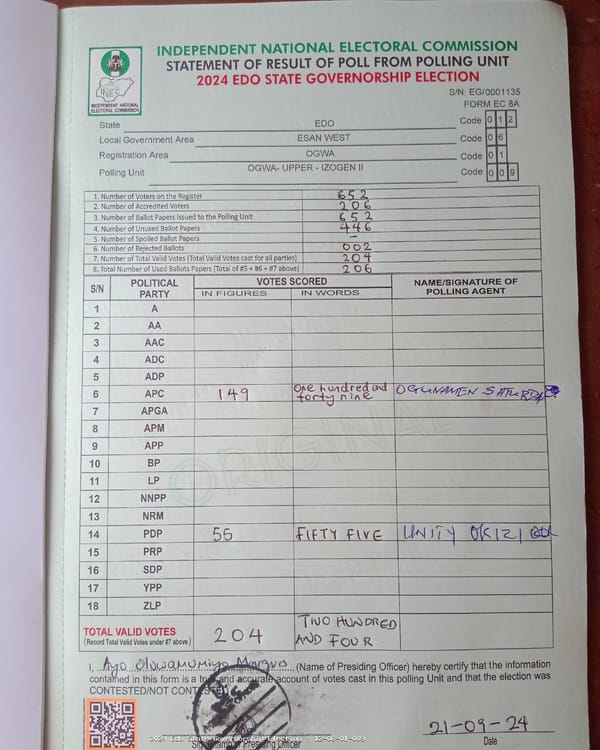 INDEPENDENT NATIONAL ELECTORAL COMMISSION
STATEMENT OF RESULT OF POLL FROM POLLING UNIT
2024 EDO STATE GOVERNORSHIP ELECTION
INEC
INDEPENDENT NATIONAL ELECTORAL COMMISSION
S/N: EG/0001135
FORM EC 8A
State EDO Code 0 1 2
Local Government Area ESAN WEST Code 0 6
Registration Area OGWA Code 0 1
Polling Unit OGWA- UPPER - IZOGEN II Code 0 0 9
1. Number of Voters on the Register 652
2. Number of Accredited Voters 206
3. Number of Ballot Papers Issued to the Polling Unit 652
4. Number of Unused Ballot Papers 446
5. Number of Spoiled Ballot Papers -
6. Number of Rejected Ballots 002
7. Number of Total Valid Votes (Total Valid Votes cast for all parties) 204
8. Total Number of Used Ballots Papers (Total of #5 + #6 + #7 above) 206
S/N POLITICAL PARTY VOTES SCORED NAME/SIGNATURE OF POLLING AGENT
IN FIGURES IN WORDS
1 A
2 AA
3 AAC
4 ADC
5 ADP
6 APC 149 One hundred and forty nine OGUNAMEN SATURDAY
7 APGA
8 APM
9 APP
10 BP
11 LP
12 NNPP
13 NRM
14 PDP 55 FIFTY FIVE UNITY OKIZI
15 PRP
16 SDP
17 YPP
18 ZLP
ORIGINAL
TOTAL VALID VOTES 204 TWO HUNDRED AND FOUR
(Record Total Valid Votes under #7 above)
I, Ayo (Name of Presiding Officer) hereby certify that the information
contained in this form is a true and accurate account of votes cast in this polling Unit and that the election was
CONTESTED/NOT CONTESTED
21-09-24
Signature of Presiding Officer Date
2024 Edo State Governorship Election - 12-06-01-009